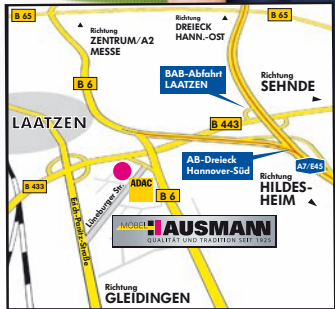 B 65
Richtung
ZENTRUM/A2
MESSE
Richtung
DREIECK
HANN.-OST
B 65
B 6
BAB-Abfahrt
LAATZEN
Richtung
SEHNDE
LAATZEN
B 443
AB-Dreieck
Hannover-Süd
A7/E45
B 433
Lüneburger Str.
ADAC
B 6
Richtung
HILDES-
HEIM
Erich-Panitz-Straße
MÖBEL HAUSMANN
QUALITÄT UND TRADITION SEIT 1925
Richtung
GLEIDINGEN